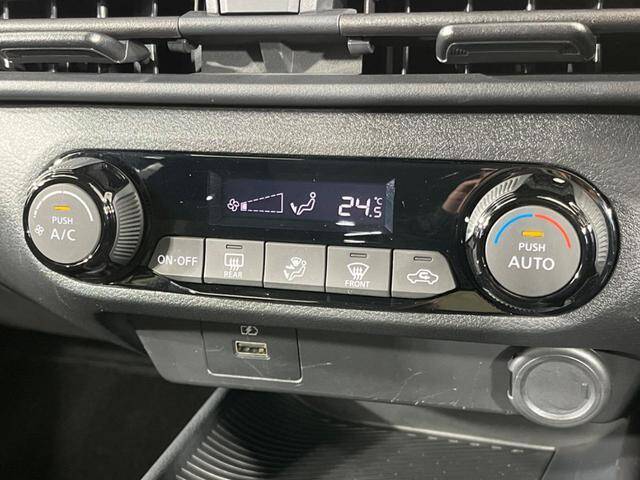 24.5°C
PUSH
A/C
ON·OFF
REAR
FRONT
PUSH
AUTO